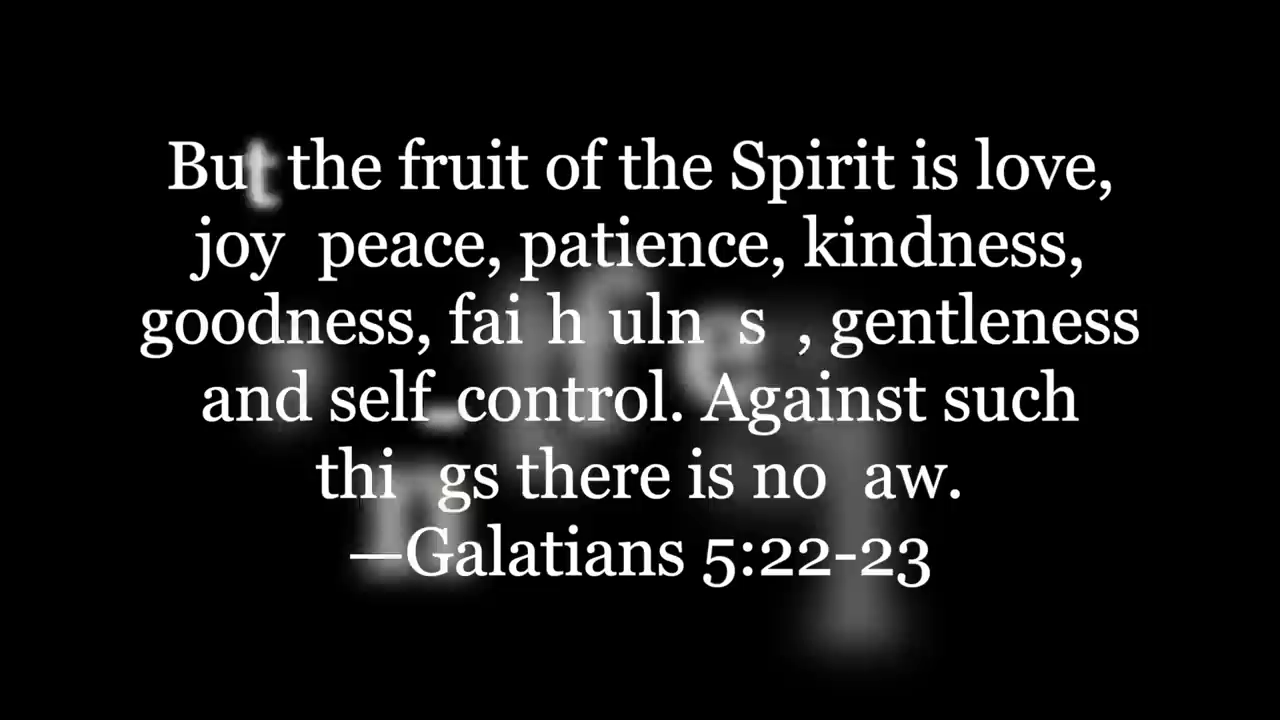 But the fruit of the Spirit is love,
joy peace, patience, kindness,
goodness, fai h uln s , gentleness
and self-control. Against such
thi gs there is no aw.
—Galatians 5:22-23